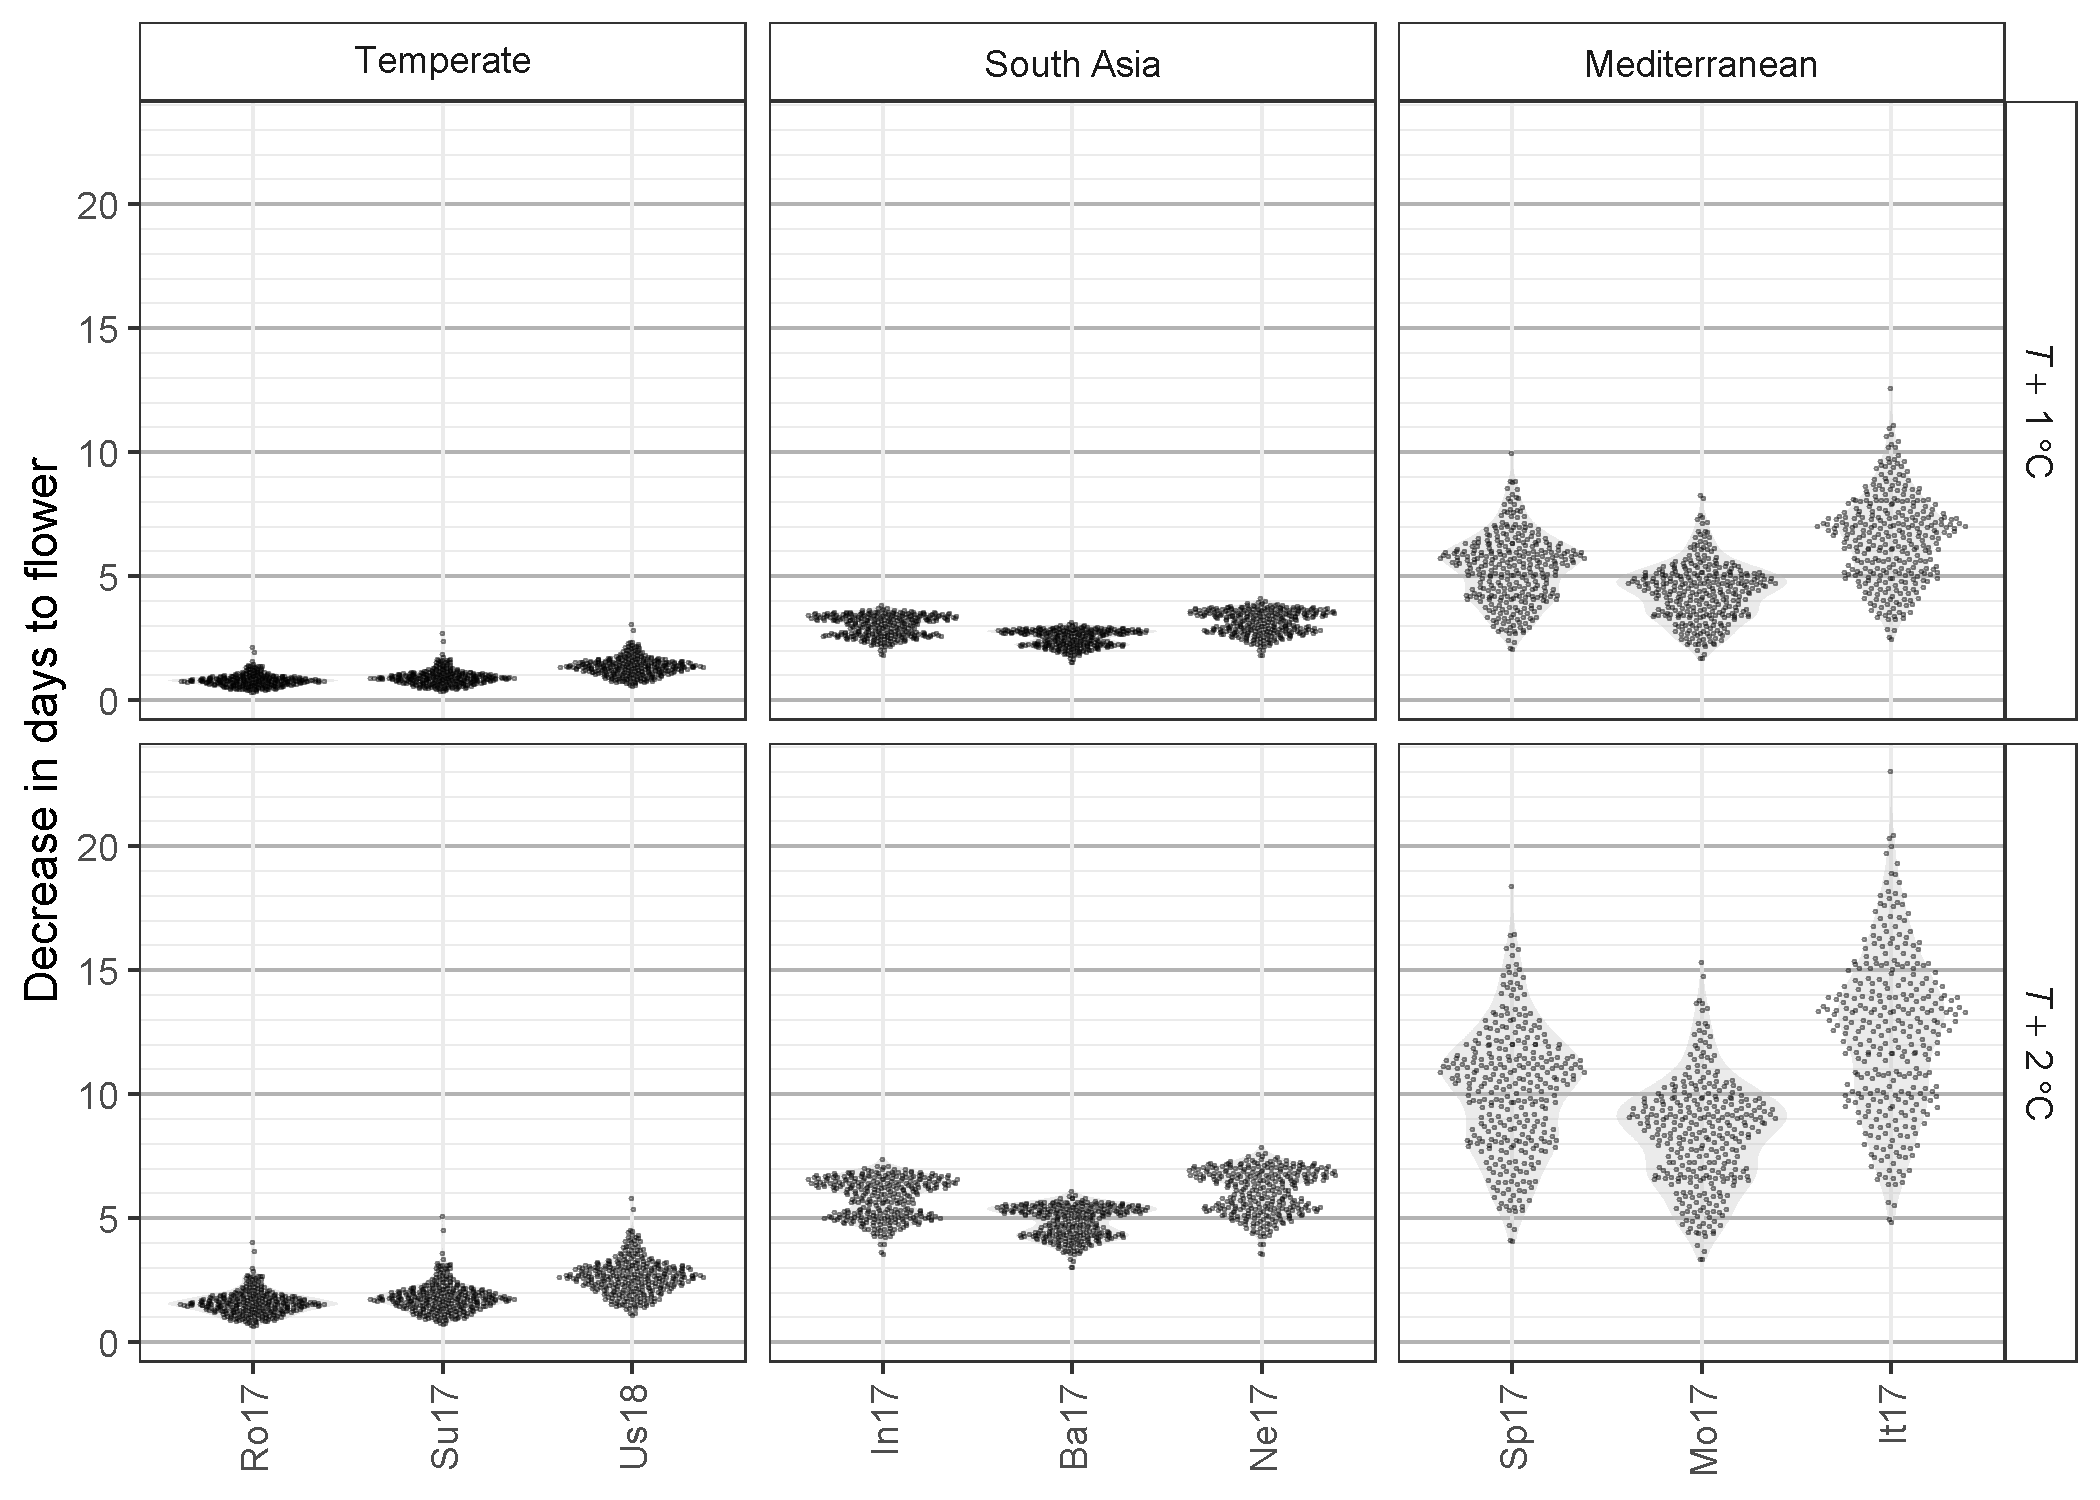 Temperate
South Asia
Mediterranean
Decrease in days to flower
20
15
10
5
0
T + 1 °C
20
15
10
5
0
T + 2 °C
Ro17
Su17
Us18
In17
Ba17
Ne17
Sp17
Mo17
It17